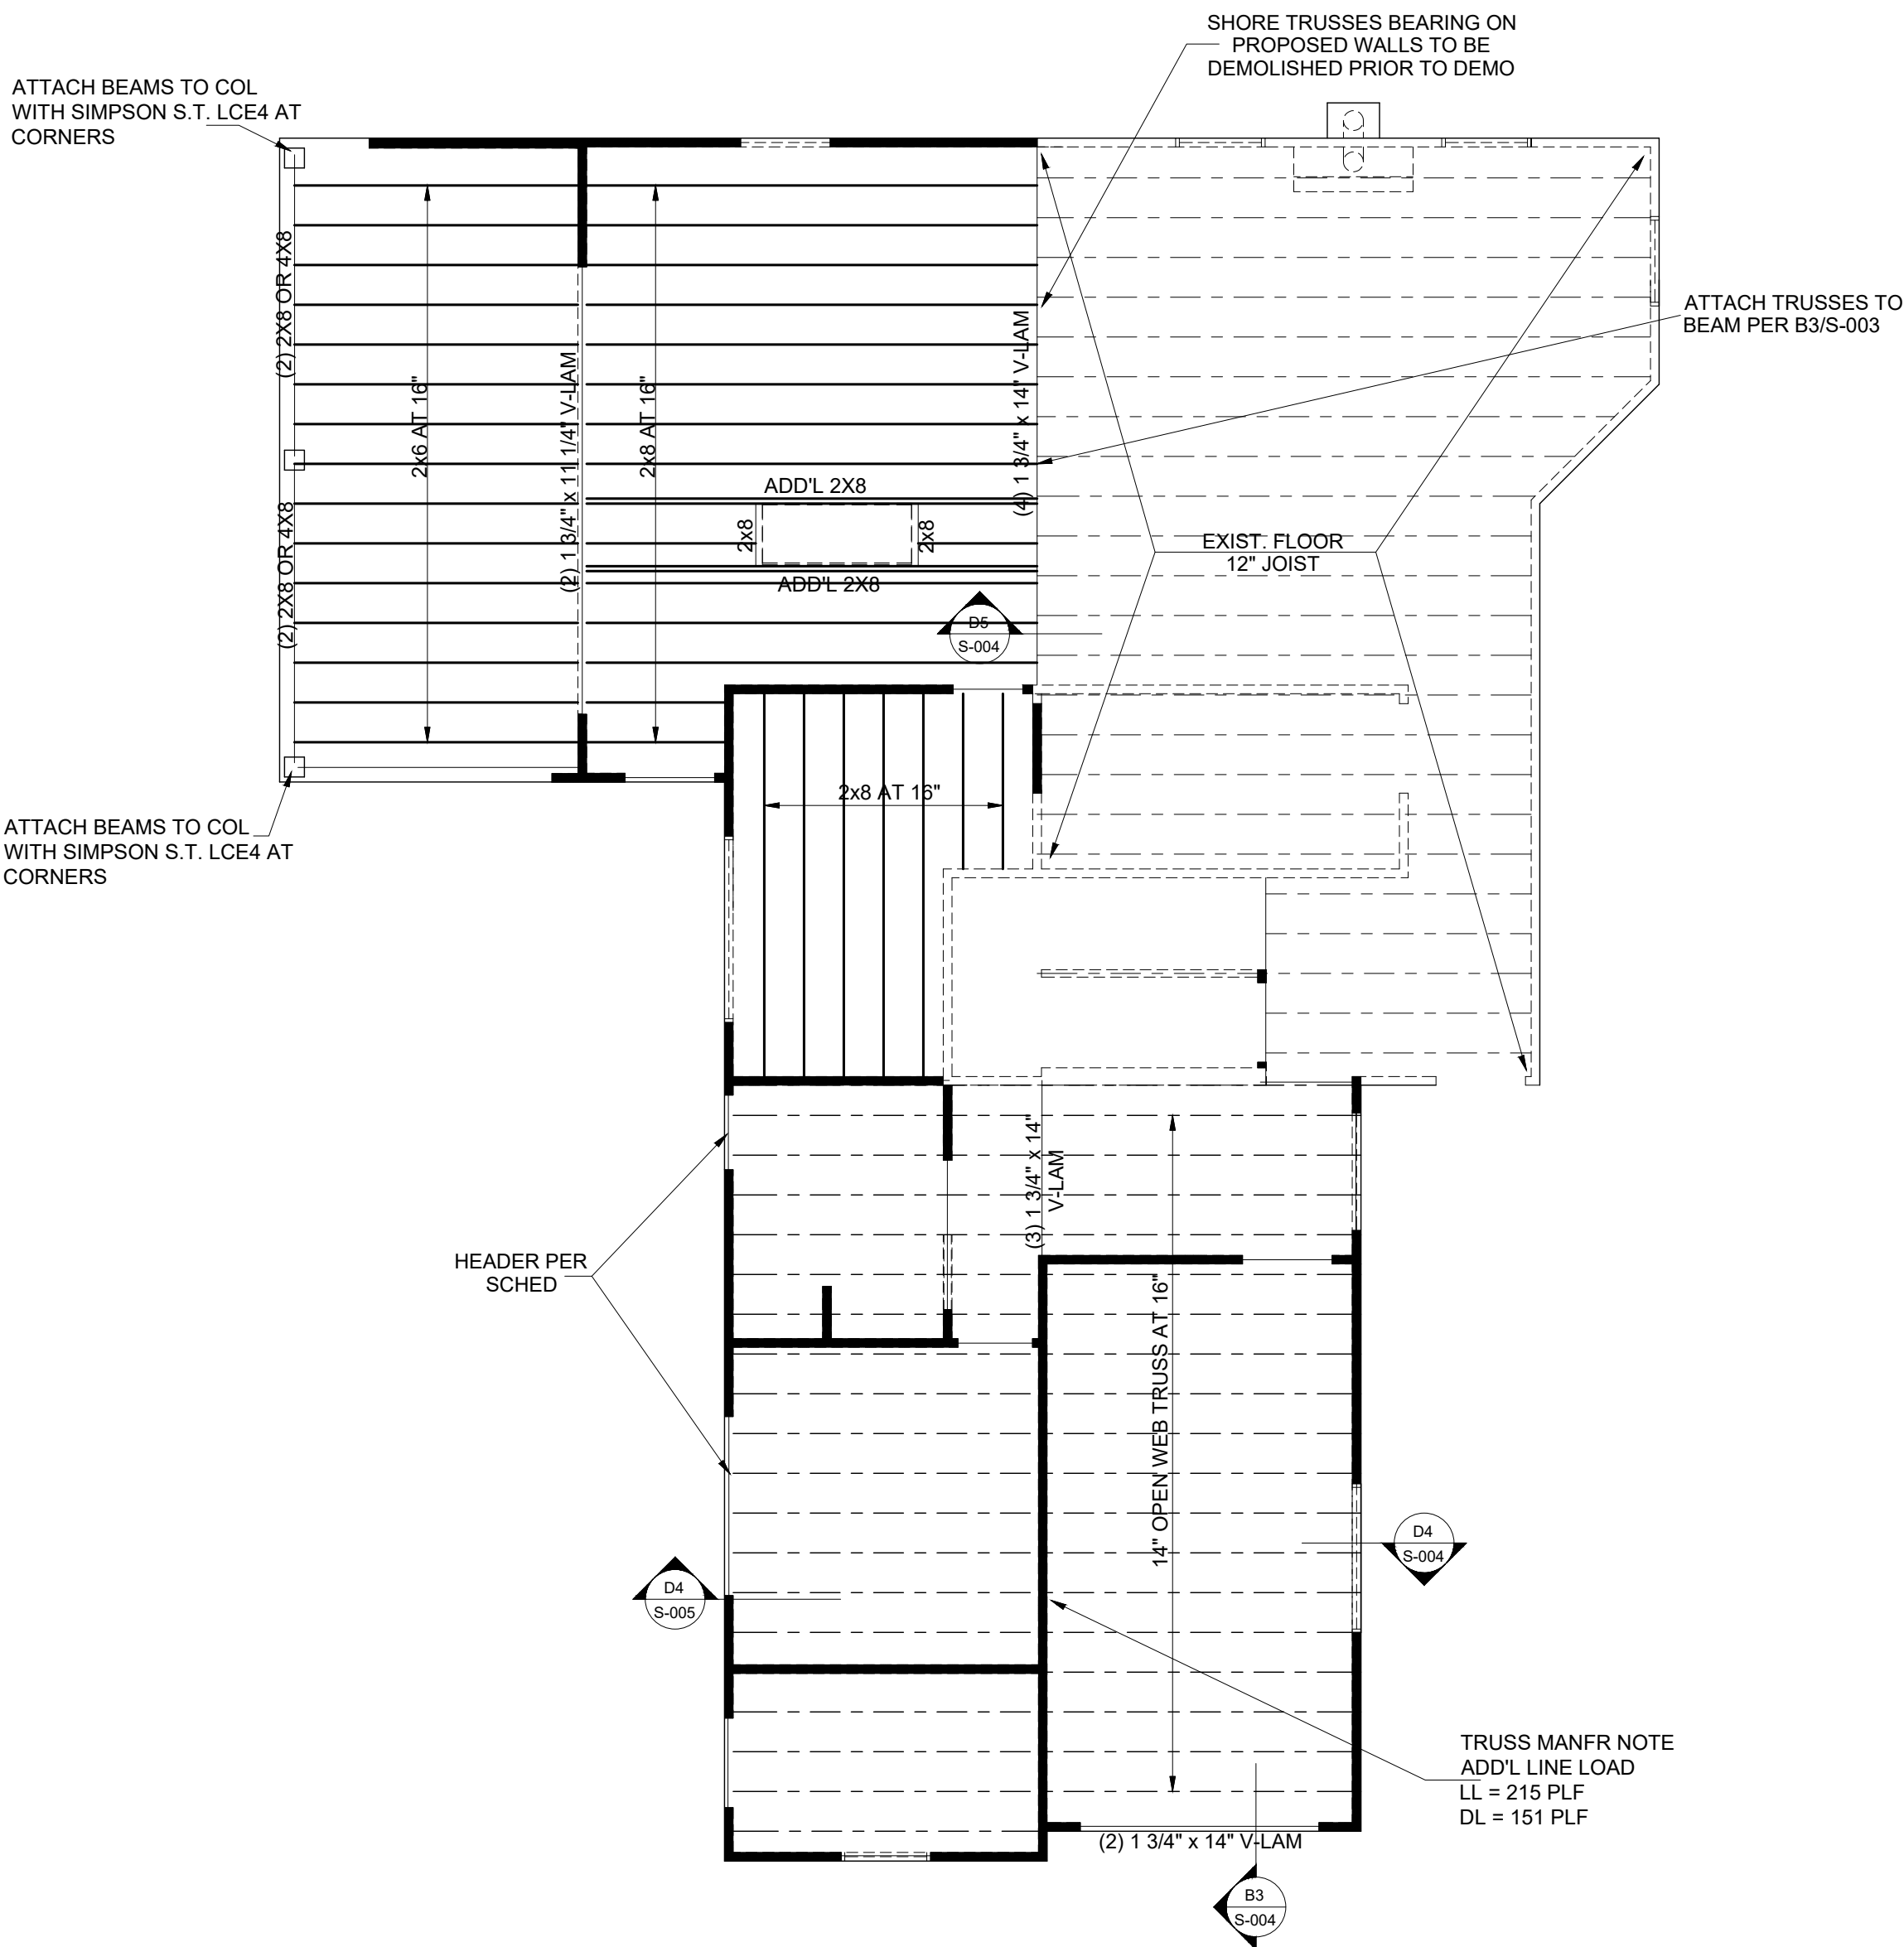 SHORE TRUSSES BEARING ON
PROPOSED WALLS TO BE
DEMOLISHED PRIOR TO DEMO
ATTACH BEAMS TO COL
WITH SIMPSON S.T. LCE4 AT
CORNERS
ATTACH TRUSSES TO
BEAM PER B3/S-003
(2) 2X8 OR 4X8
2x6 AT 16"
(2) 1 3/4" x 11 1/4" V-LAM
2x8 AT 16"
(4) 1 3/4" x 14" V-LAM
ADD'L 2X8
2x8
2x8
ADD'L 2X8
EXIST. FLOOR
12" JOIST
(2) 2X8 OR 4X8
D5
S-004
2x8 AT 16"
ATTACH BEAMS TO COL
WITH SIMPSON S.T. LCE4 AT
CORNERS
(3) 1 3/4" x 14"
V-LAM
HEADER PER
SCHED
14" OPEN WEB TRUSS AT 16"
D4
S-004
D4
S-005
TRUSS MANFR NOTE
ADD'L LINE LOAD
LL = 215 PLF
DL = 151 PLF
(2) 1 3/4" x 14" V-LAM
B3
S-004